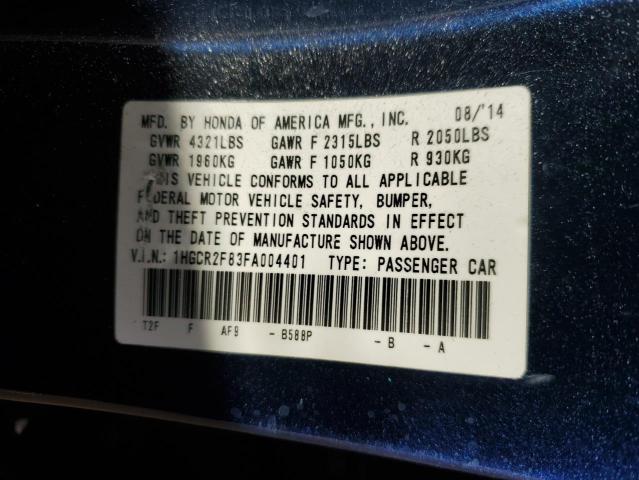 MFD. BY HONDA OF AMERICA MFG., INC. 08/'14
GVWR 4321LBS GAWR F 2315LBS R 2050LBS
GVWR 1960KG GAWR F 1050KG R 930KG
THIS VEHICLE CONFORMS TO ALL APPLICABLE
FEDERAL MOTOR VEHICLE SAFETY, BUMPER,
AND THEFT PREVENTION STANDARDS IN EFFECT
ON THE DATE OF MANUFACTURE SHOWN ABOVE.
V.I.N.: 1HGCR2F83FA004401 TYPE: PASSENGER CAR
T2F F AF9 - B588P - B - A